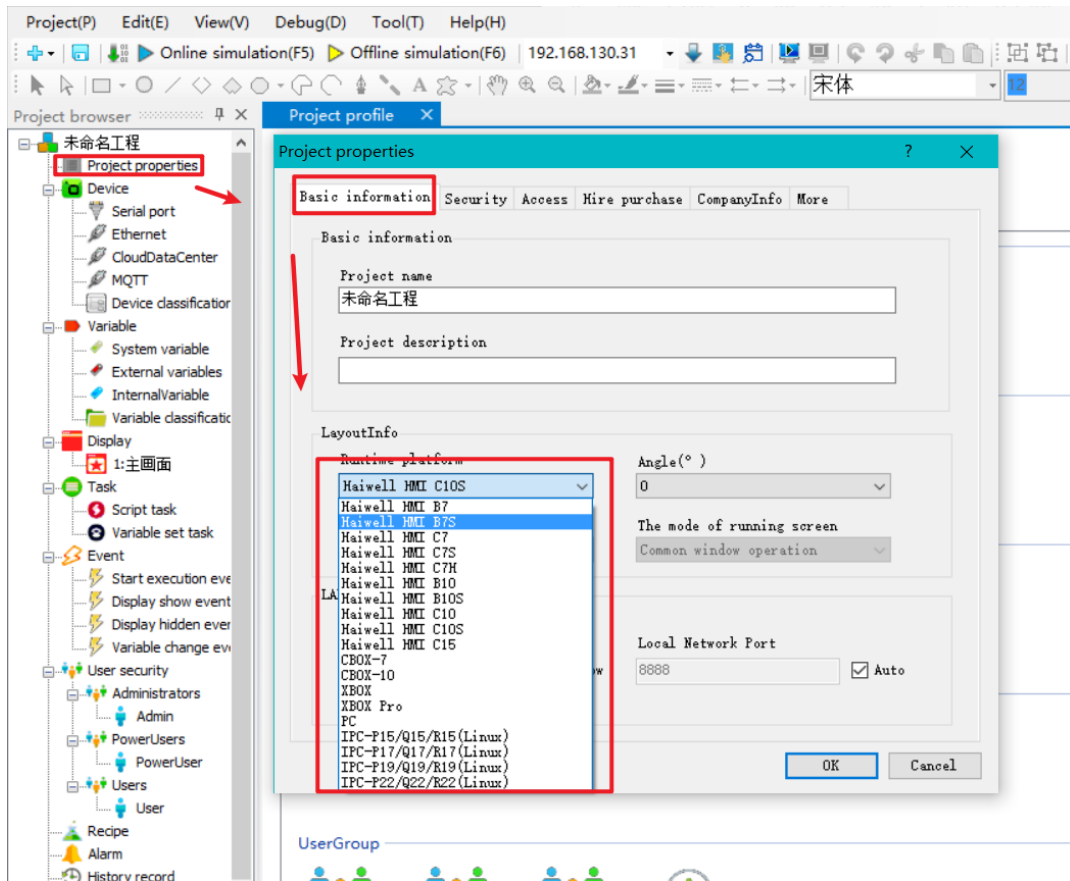 Project(P) Edit(E) View(V) Debug(D) Tool(T) Help(H)
Online simulation(F5) Offline simulation(F6) 192.168.130.31
宋体 12
Project browser
Project profile
未命名工程
Project properties
Device
Serial port
Ethernet
CloudDataCenter
MQTT
Device classification
Variable
System variable
External variables
InternalVariable
Variable classificatic
Display
1:主画面
Task
Script task
Variable set task
Event
Start execution eve
Display show event
Display hidden ever
Variable change eve
User security
Administrators
Admin
PowerUsers
PowerUser
Users
User
Recipe
Alarm
History record
Project properties ?
Basic information Security Access Hire purchase CompanyInfo More
Basic information
Project name
未命名工程
Project description
LayoutInfo
Runtime platform
Angle(° )
Haiwell HMI C10S
0
The mode of running screen
Common window operation
Haiwell HMI B7
Haiwell HMI B7S
Haiwell HMI C7
Haiwell HMI C7S
Haiwell HMI C7H
Haiwell HMI B10
Haiwell HMI B10S
Haiwell HMI C10
Haiwell HMI C10S
Haiwell HMI C15
CBOX-7
CBOX-10
XBOX
XBOX Pro
PC
IPC-P15/Q15/R15(Linux)
IPC-P17/Q17/R17(Linux)
IPC-P19/Q19/R19(Linux)
IPC-P22/Q22/R22(Linux)
LA
Local Network Port
ow
8888
Auto
OK Cancel
UserGroup